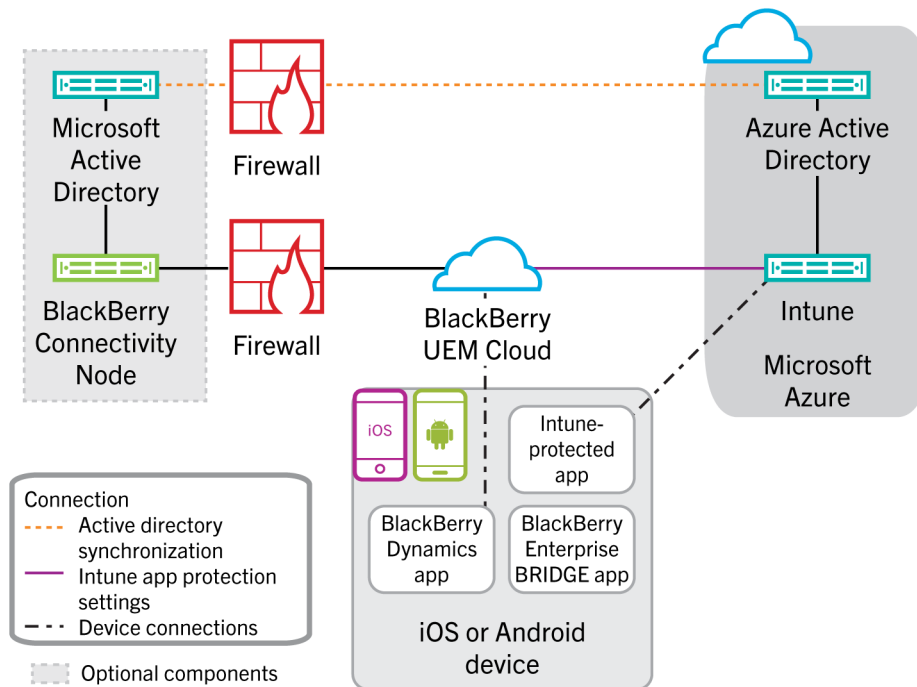 Microsoft
Active
Directory
Firewall
Azure Active
Directory
BlackBerry
Connectivity
Node
Firewall
BlackBerry
UEM Cloud
Intune
Microsoft
Azure
iOS
Intune-
protected
app
BlackBerry
Dynamics
app
BlackBerry
Enterprise
BRIDGE app
iOS or Android
device
Connection
Active directory
synchronization
Intune app protection
settings
Device connections
Optional components